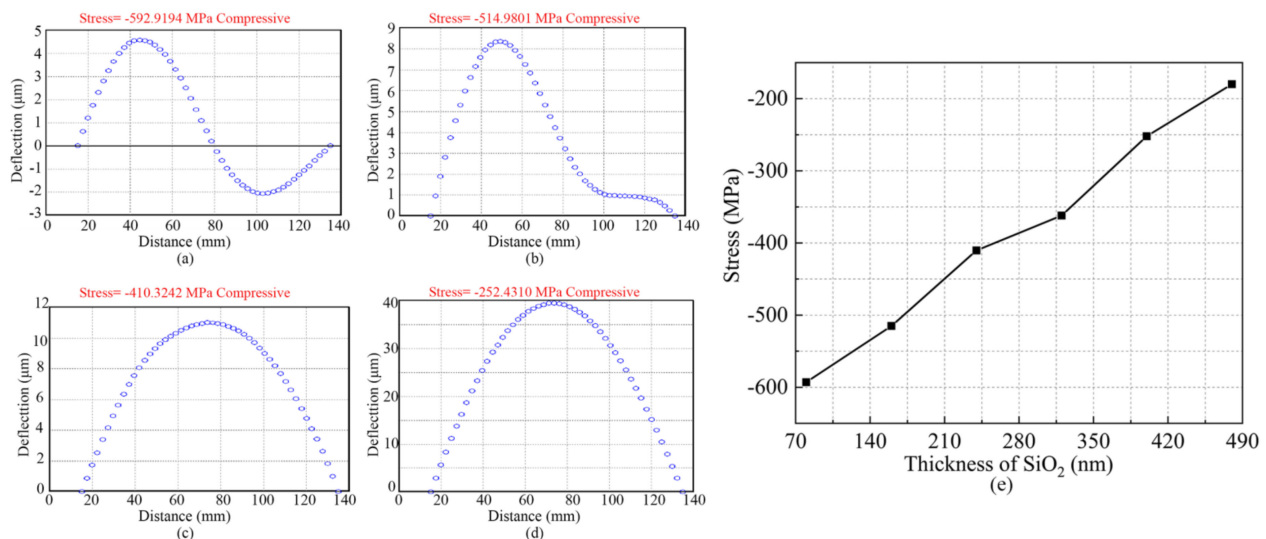 Stress= -592.9194 MPa Compressive
Deflecttion (μm)
5
4
3
2
1
0
-1
-2
-3
0 20 40 60 80 100 120 140
Distance (mm)
(a)
Stress= -514.9801 MPa Compressive
Deflecttion (μm)
9
8
7
6
5
4
3
2
1
0
0 20 40 60 80 100 120 140
Distance (mm)
(b)
Stress= -410.3242 MPa Compressive
Deflecttion (μm)
12
10
8
6
4
2
0
0 20 40 60 80 100 120 140
Distance (mm)
(c)
Stress= -252.4310 MPa Compressive
Deflecttion (μm)
40
30
20
10
0
0 20 40 60 80 100 120 140
Distance (mm)
(d)
Stress (MPa)
-200
-300
-400
-500
-600
70 140 210 280 350 420 490
Thickness of SiO₂ (nm)
(e)